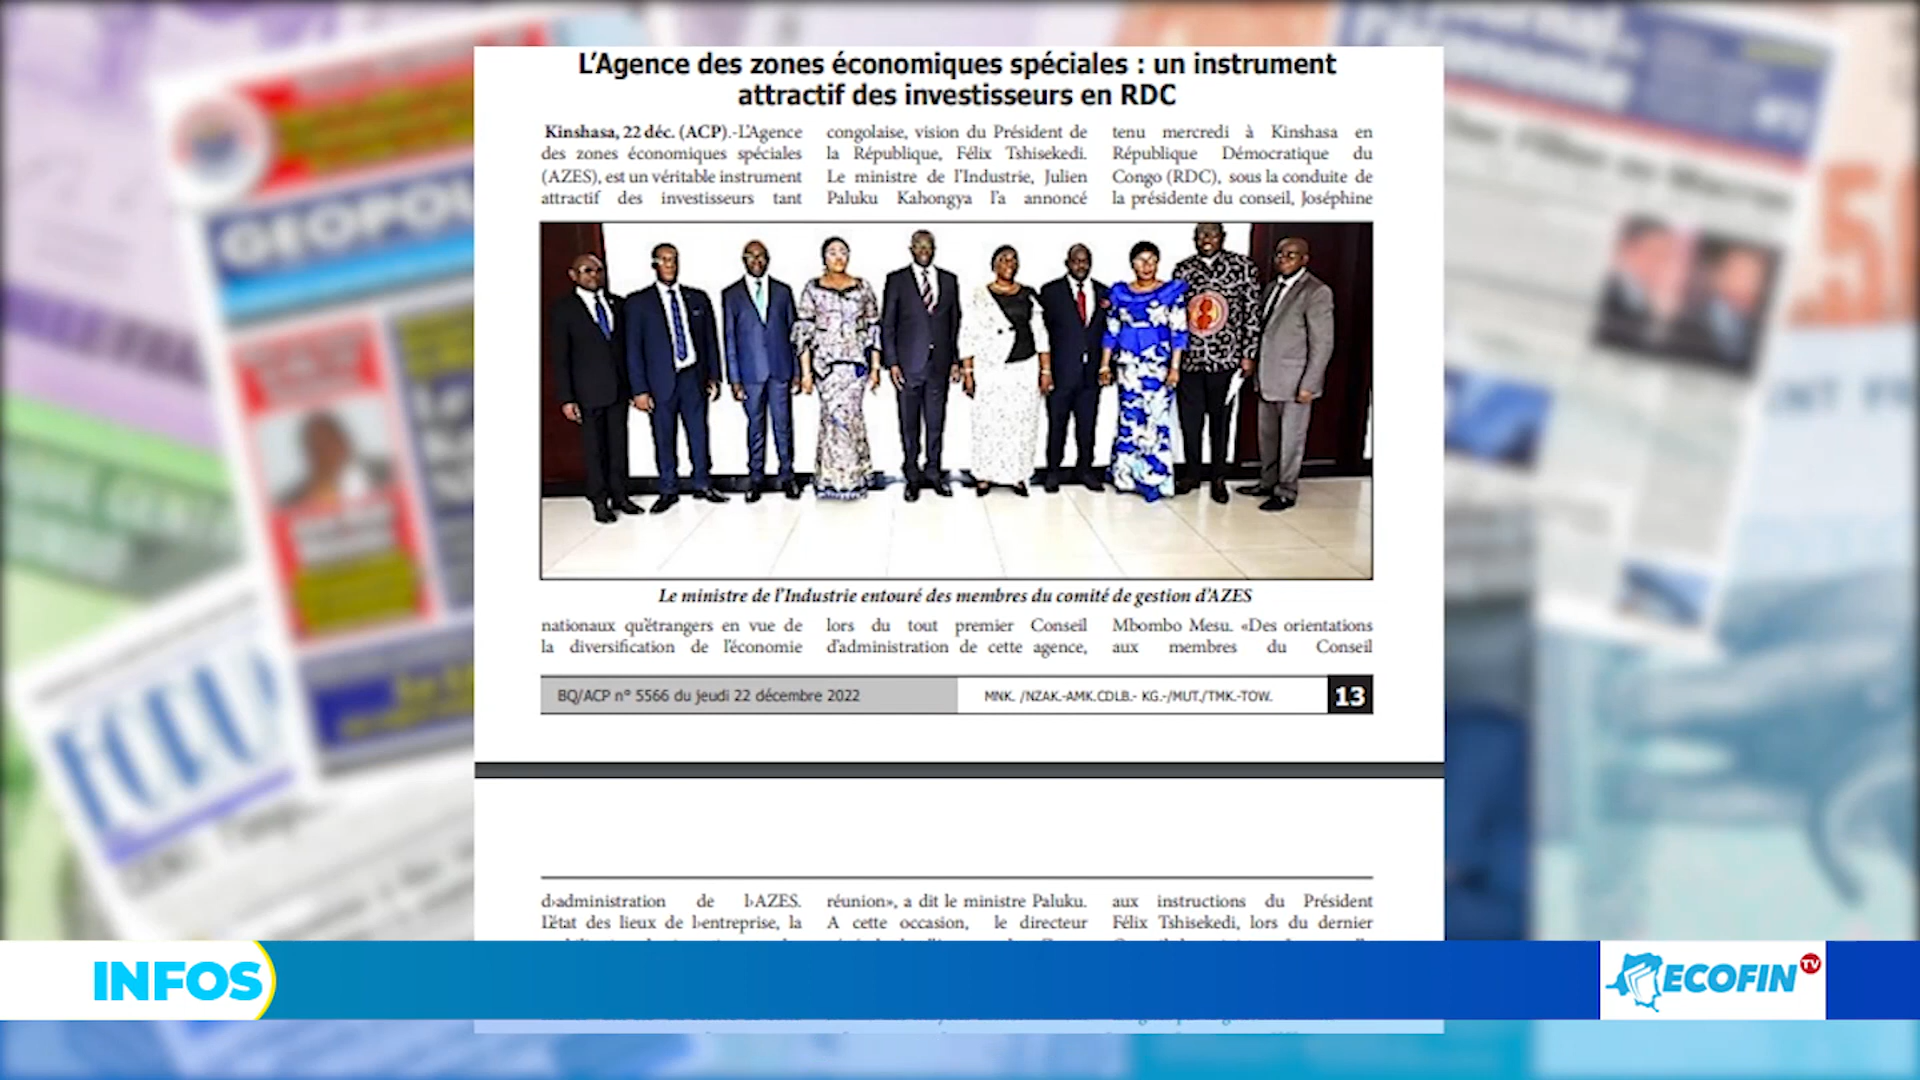 L'Agence des zones économiques spéciales : un instrument
attractif des investisseurs en RDC
Kinshasa, 22 déc. (ACP).-L'Agence
des zones économiques spéciales
(AZES), est un véritable instrument
attractif des investisseurs tant
congolaise, vision du Président de
la République, Félix Tshisekedi.
Le ministre de l'Industrie, Julien
Paluku Kahongya l'a annoncé
tenu mercredi à Kinshasa en
République Démocratique du
Congo (RDC), sous la conduite de
la présidente du conseil, Joséphine
Le ministre de l'Industrie entouré des membres du comité de gestion d'AZES
nationaux qu'étrangers en vue de
la diversification de l'économie
lors du tout premier Conseil
d'administration de cette agence,
Mbombo Mesu. «Des orientations
aux membres du Conseil
BQ/ACP n° 5566 du jeudi 22 décembre 2022
MNK. /NZAK.-AMK.CDLB.- KG.-/MUT./TMK.-TOW.
13
d›administration de l›AZES.
L'état des lieux de l›entreprise, la
réunion», a dit le ministre Paluku.
A cette occasion, le directeur
aux instructions du Président
Félix Tshisekedi, lors du dernier
GEOPOL
INFOS
ECOFIN TV